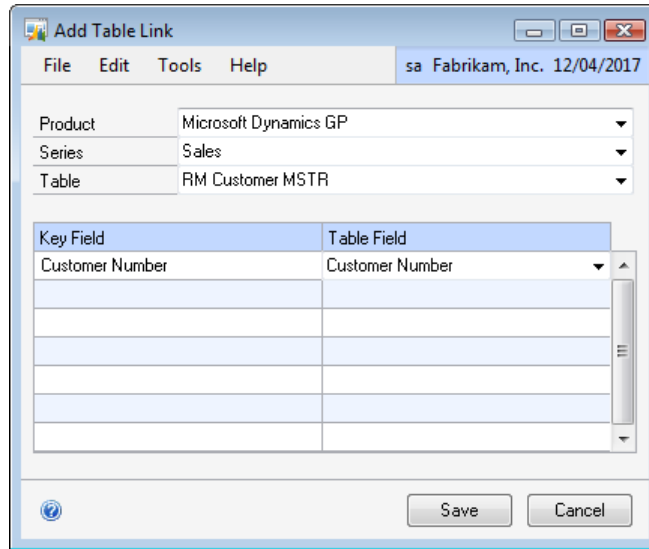 Add Table Link
File Edit Tools Help sa Fabrikam, Inc. 12/04/2017
Product Microsoft Dynamics GP
Series Sales
Table RM Customer MSTR
Key Field Table Field
Customer Number Customer Number
Save Cancel